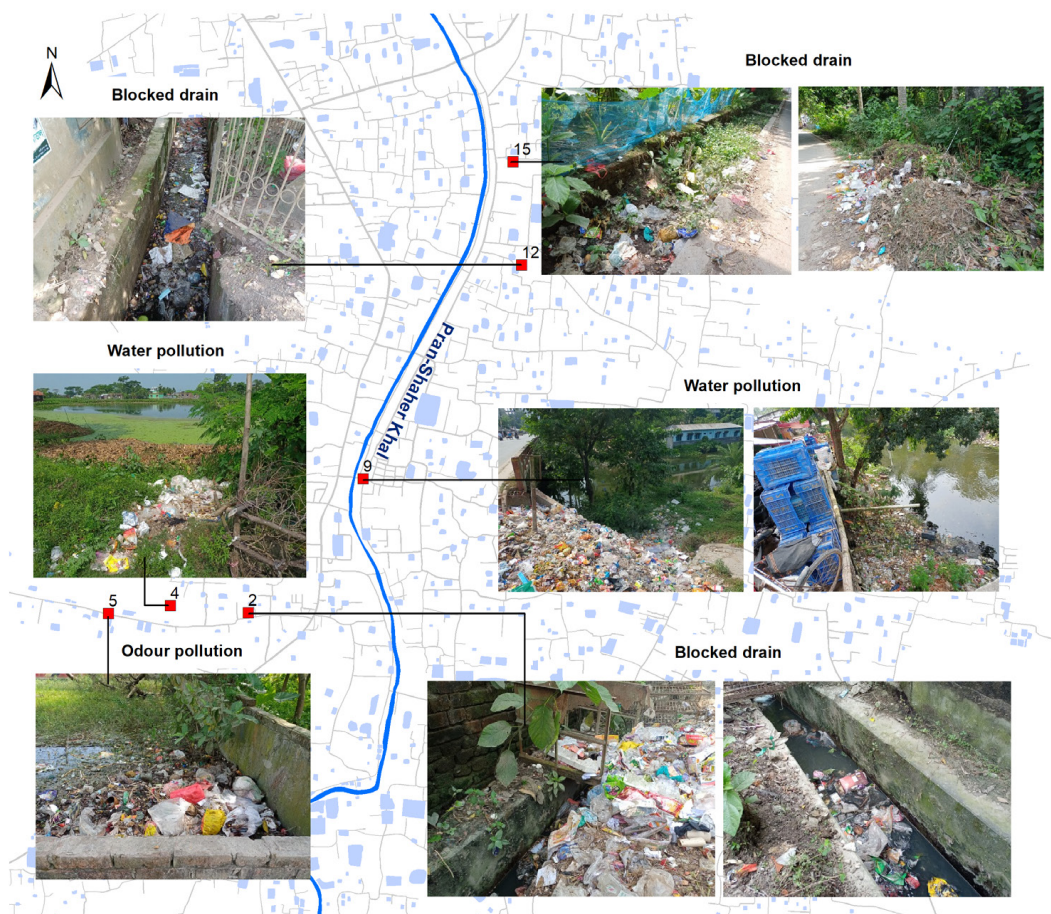 N
Blocked drain
Blocked drain
15
12
Water pollution
Pran-Shaher Khal
Water pollution
9
5
4
2
Odour pollution
Blocked drain